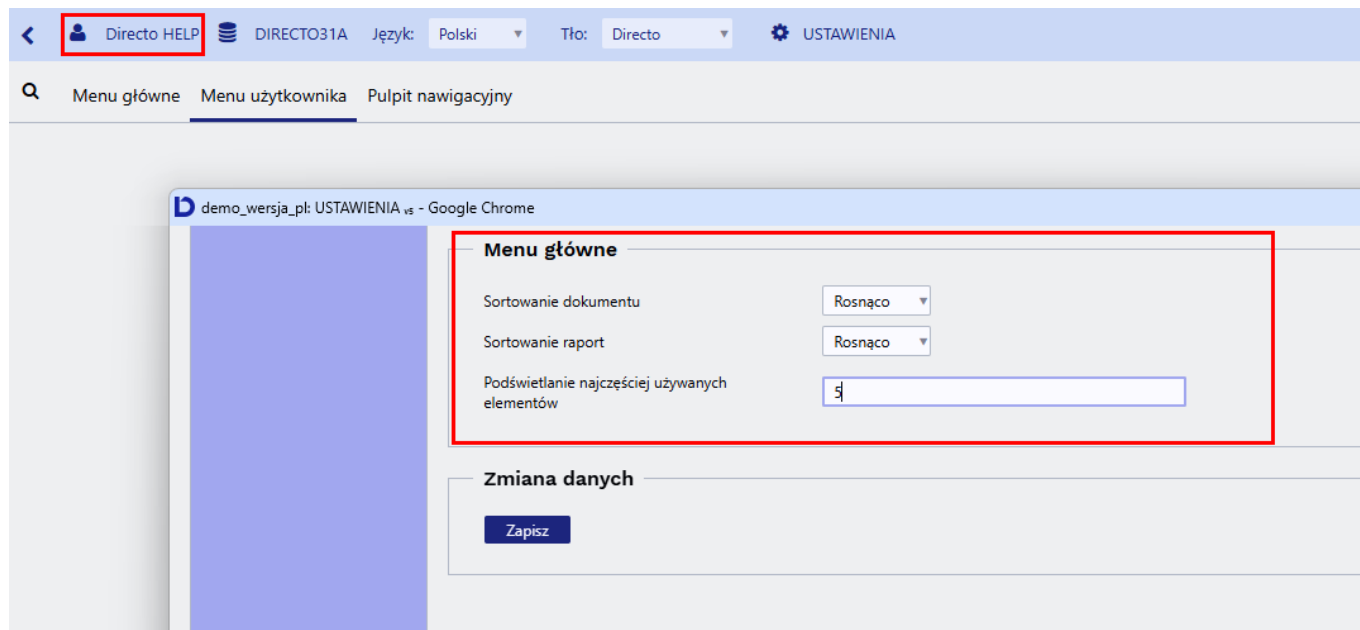 Directo HELP DIRECTO31A Język: Polski Tło: Directo USTAWIENIA
Menu główne Menu użytkownika Pulpit nawigacyjny
demo_wersja_pl: USTAWIENIA v5 - Google Chrome
Menu główne
Sortowanie dokumentu Rosnąco
Sortowanie raport Rosnąco
Podświetlanie najczęściej używanych
elementów
5
Zmiana danych
Zapisz